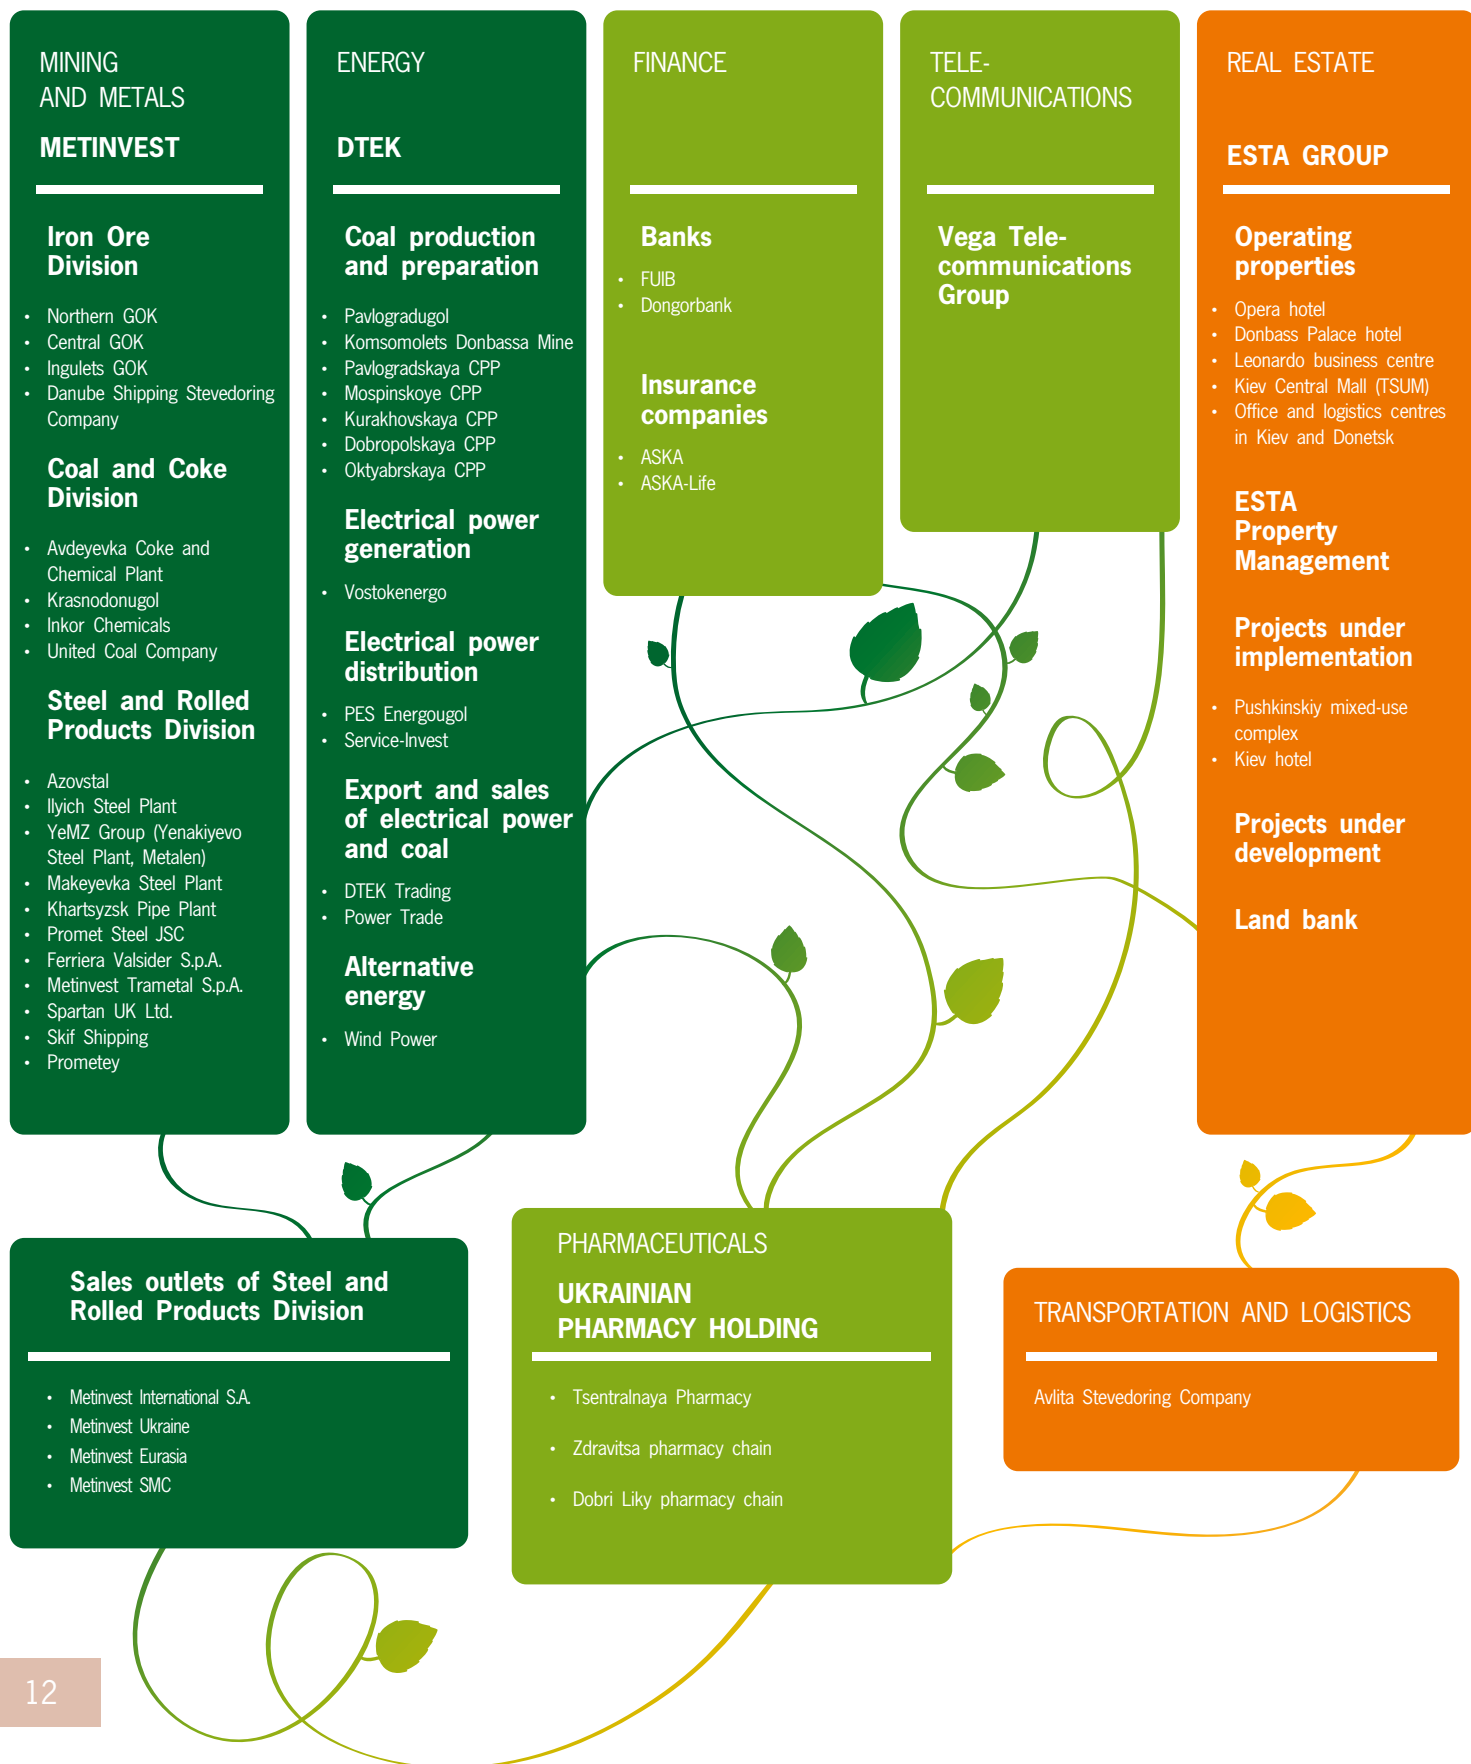 MINING
AND METALS
METINVEST
Iron Ore
Division
• Northern GOK
• Central GOK
• Ingulets GOK
• Danube Shipping Stevedoring
Company
Coal and Coke
Division
• Avdeyevka Coke and
Chemical Plant
• Krasnodonugol
• Inkor Chemicals
• United Coal Company
Steel and Rolled
Products Division
• Azovstal
• Ilyich Steel Plant
• YeMZ Group (Yenakiyevo
Steel Plant, Metalen)
• Makeyevka Steel Plant
• Khartsyzsk Pipe Plant
• Promet Steel JSC
• Ferriera Valsider S.p.A.
• Metinvest Trametal S.p.A.
• Spartan UK Ltd.
• Skif Shipping
• Prometey
ENERGY
DTEK
Coal production
and preparation
• Pavlogradugol
• Komsomolets Donbassa Mine
• Pavlogradskaya CPP
• Mospinskoye CPP
• Kurakhovskaya CPP
• Dobropolskaya CPP
• Oktyabrskaya CPP
Electrical power
generation
• Vostokenergo
Electrical power
distribution
• PES Energougol
• Service-Invest
Export and sales
of electrical power
and coal
• DTEK Trading
• Power Trade
Alternative
energy
• Wind Power
FINANCE
Banks
• FUIB
• Dongorbank
Insurance
companies
• ASKA
• ASKA-Life
TELE-
COMMUNICATIONS
Vega Tele-
communications
Group
REAL ESTATE
ESTA GROUP
Operating
properties
• Opera hotel
• Donbass Palace hotel
• Leonardo business centre
• Kiev Central Mall (TSUM)
• Office and logistics centres
in Kiev and Donetsk
ESTA
Property
Management
Projects under
implementation
• Pushkinskiy mixed-use
complex
• Kiev hotel
Projects under
development
Land bank
Sales outlets of Steel and
Rolled Products Division
• Metinvest International S.A.
• Metinvest Ukraine
• Metinvest Eurasia
• Metinvest SMC
PHARMACEUTICALS
UKRAINIAN
PHARMACY HOLDING
• Tsentralnaya Pharmacy
• Zdravitsa pharmacy chain
• Dobri Liky pharmacy chain
TRANSPORTATION AND LOGISTICS
Avlita Stevedoring Company
12